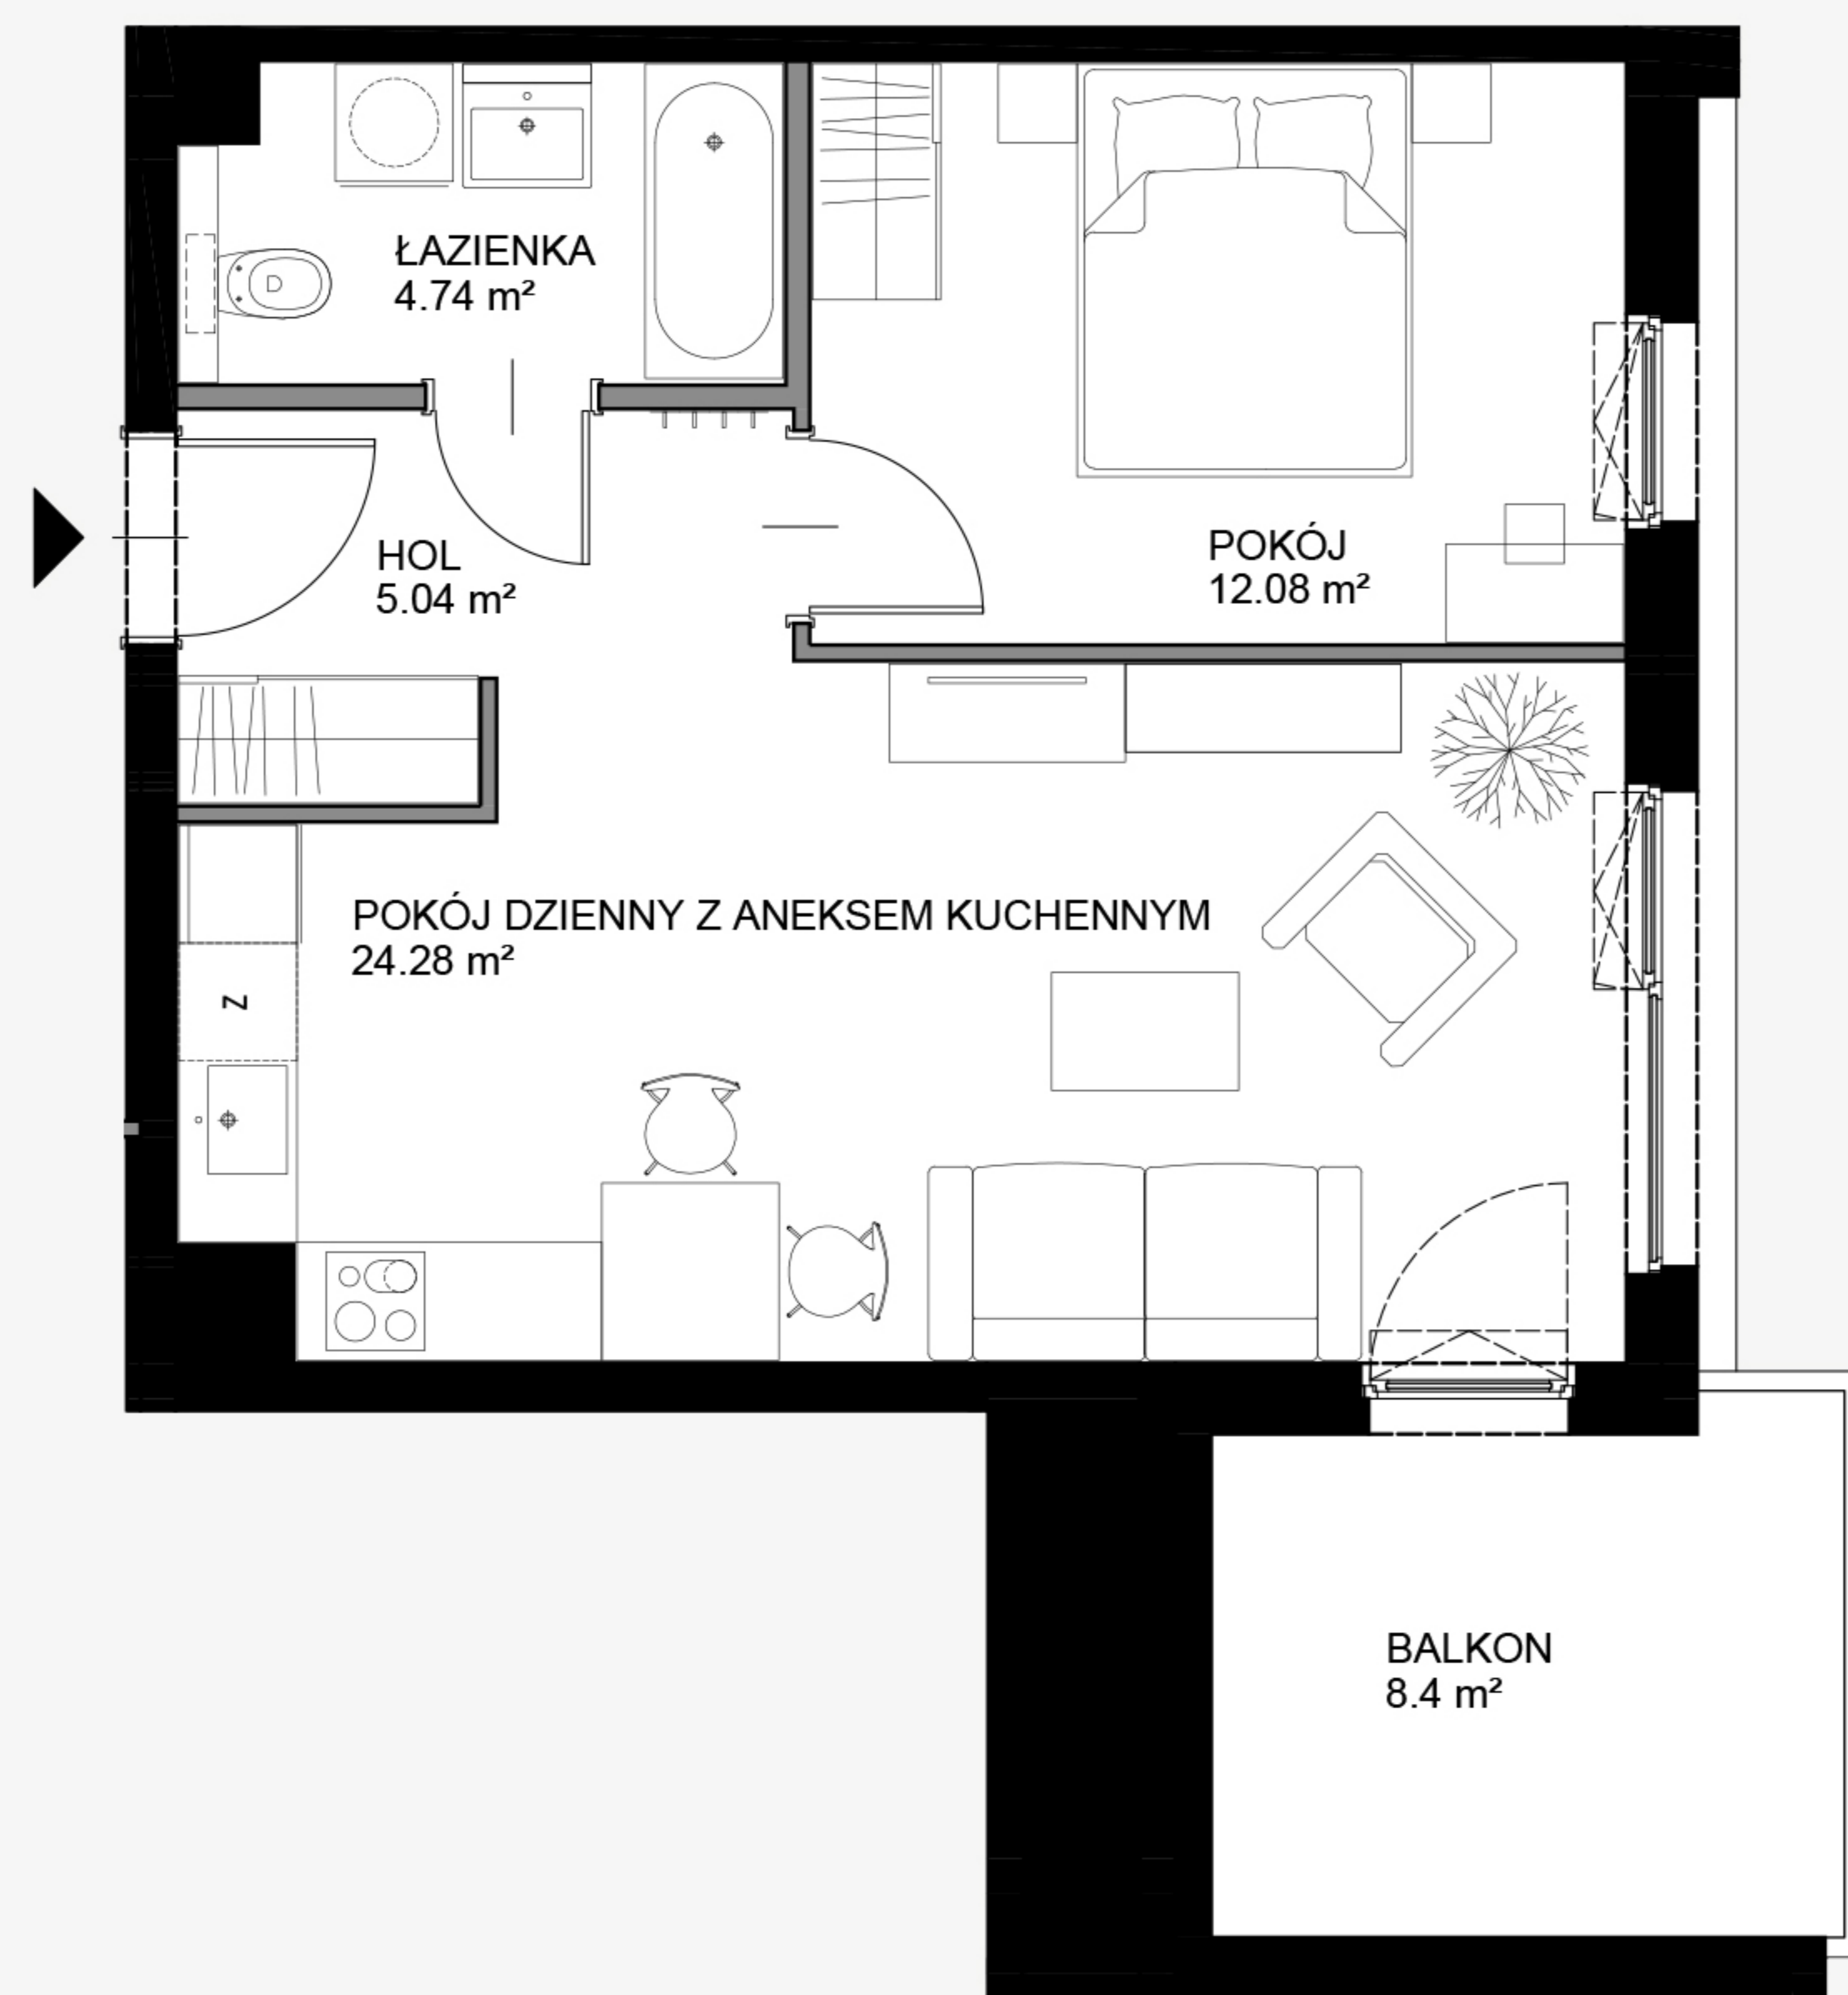 ŁAZIENKA
4.74 m²
HOL
5.04 m²
POKÓJ
12.08 m²
POKÓJ DZIENNY Z ANEKSEM KUCHENNYM
24.28 m²
Z
BALKON
8.4 m²